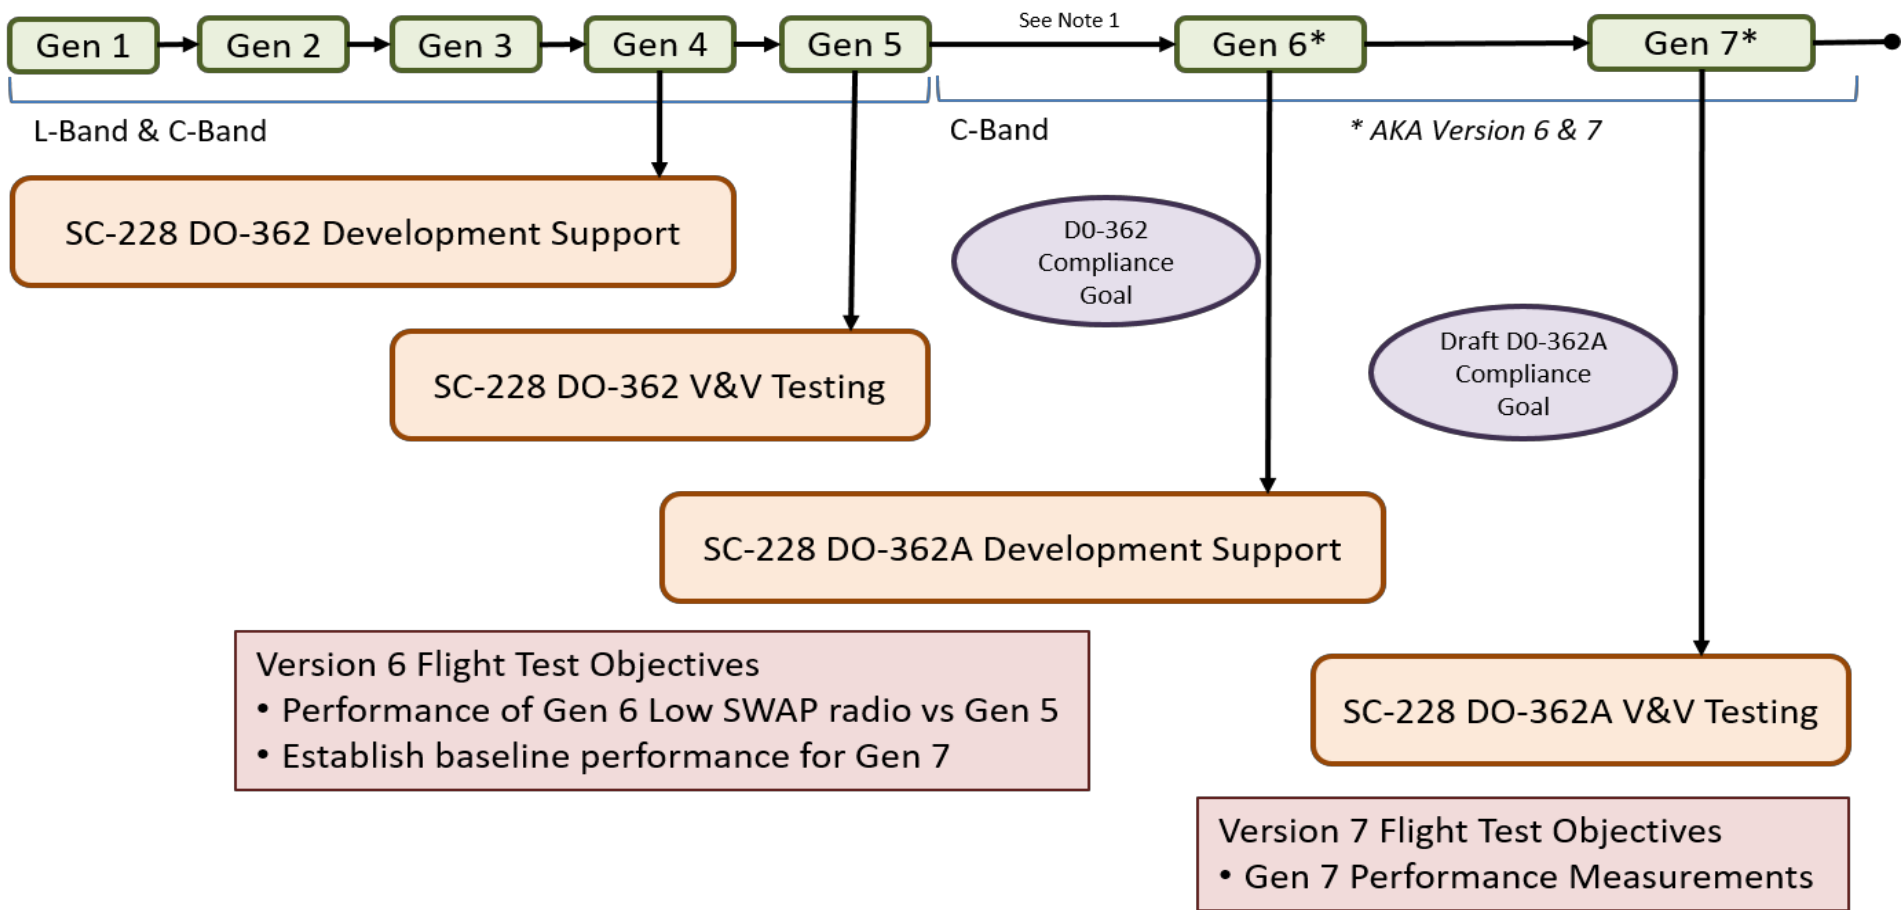 Gen 1
Gen 2
Gen 3
Gen 4
Gen 5
See Note 1
Gen 6*
Gen 7*
L-Band & C-Band
C-Band
* AKA Version 6 & 7
SC-228 DO-362 Development Support
D0-362
Compliance
Goal
SC-228 DO-362 V&V Testing
Draft D0-362A
Compliance
Goal
SC-228 DO-362A Development Support
Version 6 Flight Test Objectives
• Performance of Gen 6 Low SWAP radio vs Gen 5
• Establish baseline performance for Gen 7
SC-228 DO-362A V&V Testing
Version 7 Flight Test Objectives
• Gen 7 Performance Measurements